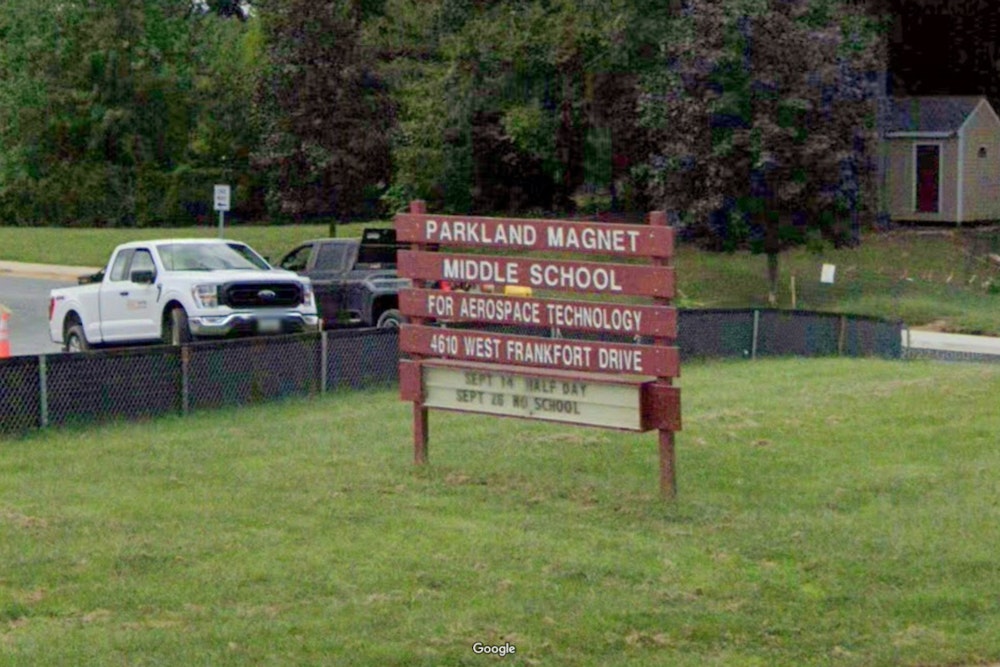 PARKLAND MAGNET
MIDDLE SCHOOL
FOR AEROSPACE TECHNOLOGY
4610 WEST FRANKFORT DRIVE
SEPT 14 HALF DAY
SEPT 26 NO SCHOOL
Google